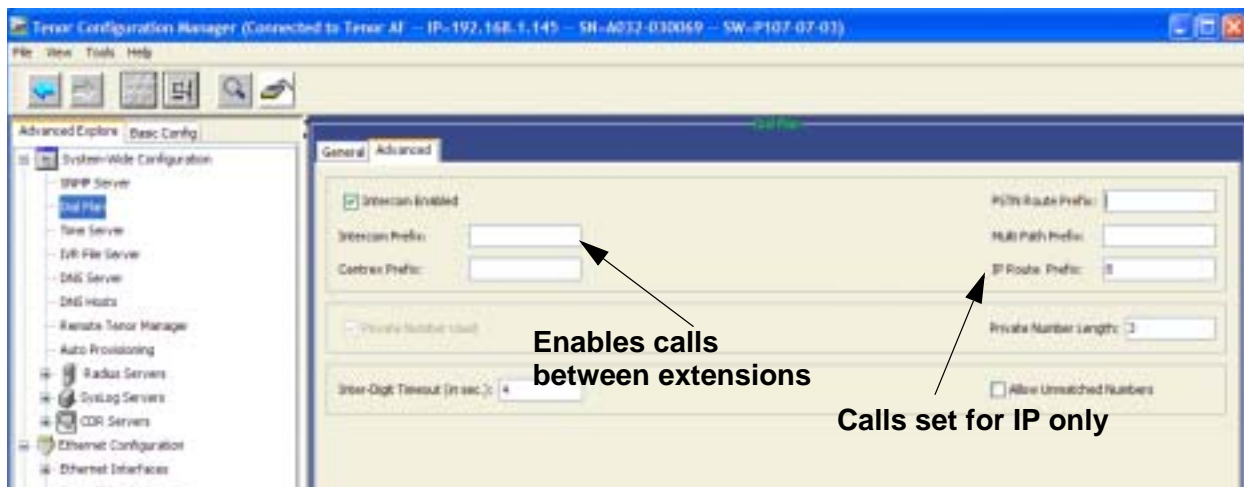 Tenor Configuration Manager (Connected to Tenor AF -- IP-192.168.1.145 -- SN-A032-030069 -- SW-P107-07-03)
File View Tools Help
Advanced Explore Basic Config
System-Wide Configuration
SNMP Server
Dial Plan
Time Server
IVR File Server
DNS Server
DNS Hosts
Remote Tenor Manager
Auto Provisioning
Radius Servers
SysLog Servers
CDR Servers
Ethernet Configuration
Ethernet Interfaces
Dial Plan
General Advanced
Intercom Enabled
PSTN Route Prefix:
Intercom Prefix:
Multi Path Prefix:
Centrex Prefix:
IP Route Prefix:
Private Number Used
Private Number Length: 3
Inter-Digit Timeout (in sec.): 4
Allow Unmatched Numbers
Enables calls
between extensions
Calls set for IP only